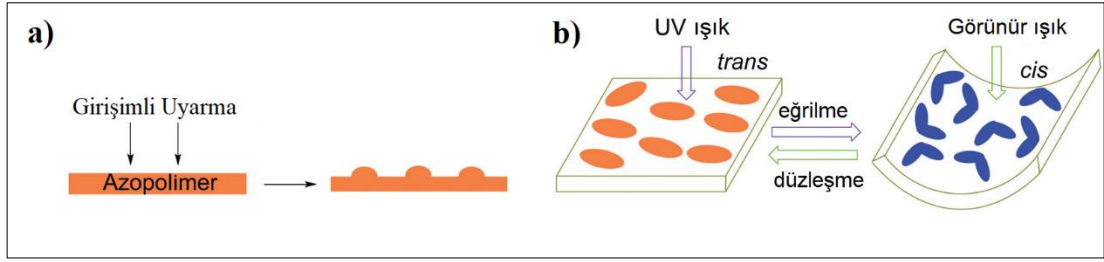 a)
Girişimli Uyarma
Azopolimer
b)
UV ışık
trans
eğrilme
düzleşme
Görünür ışık
cis